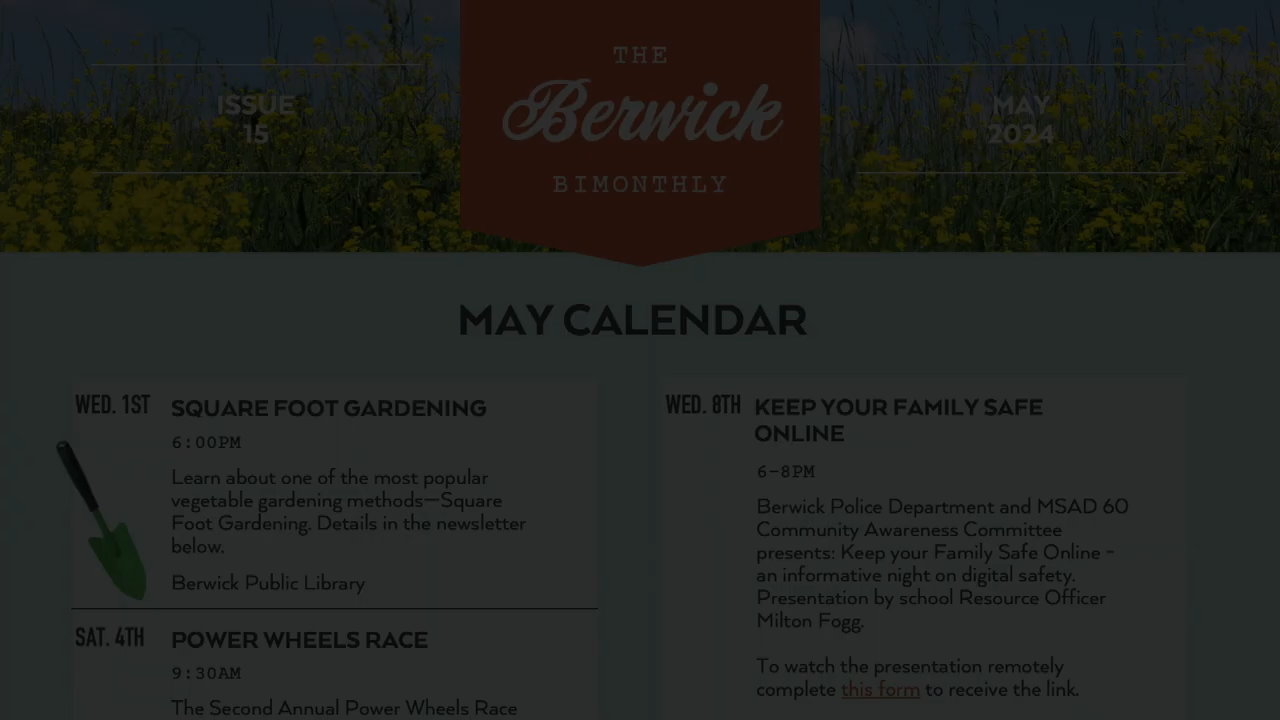 THE
Berwick
BIMONTHLY
ISSUE
15
MAY
2024
MAY CALENDAR
WED. 1ST
SQUARE FOOT GARDENING
6:00PM
Learn about one of the most popular
vegetable gardening methods—Square
Foot Gardening. Details in the newsletter
below.
Berwick Public Library
SAT. 4TH
POWER WHEELS RACE
9:30AM
The Second Annual Power Wheels Race
WED. 8TH
KEEP YOUR FAMILY SAFE
ONLINE
6-8PM
Berwick Police Department and MSAD 60
Community Awareness Committee
presents: Keep your Family Safe Online -
an informative night on digital safety.
Presentation by school Resource Officer
Milton Fogg.
To watch the presentation remotely
complete this form to receive the link.